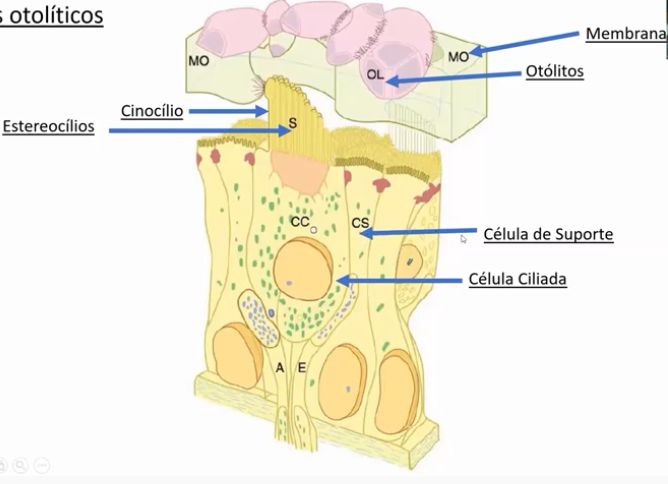 s otolíticos
Membrana
MO
MO
OL
Otólitos
Cinocílio
S
Estereocílios
CC
CS
Célula de Suporte
Célula Ciliada
A
E